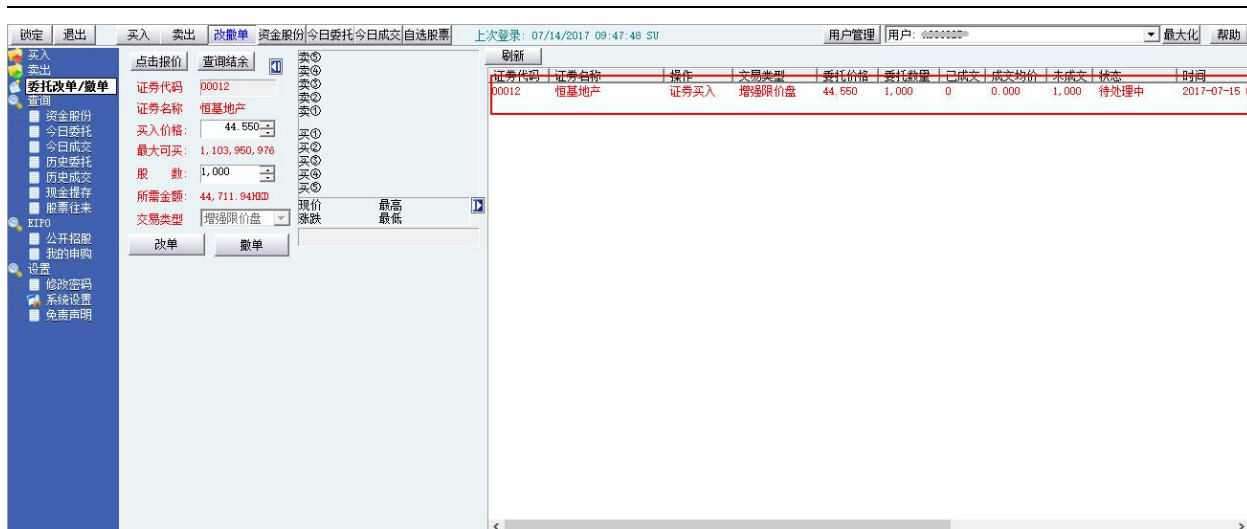 锁定 退出 买入 卖出 改撤单 资金股份 今日委托 今日成交 自选股票 上次登录: 07/14/2017 09:47:48 SU 用户管理 用户: 最大化 帮助
买入
卖出
委托改单/撤单
查询
资金股份
今日委托
今日成交
历史委托
历史成交
现金提存
股票往来
EIPO
公开招股
我的申购
设置
修改密码
系统设置
免责声明
点击报价 查询结余
证券代码 00012
证券名称 恒基地产
买入价格: 44.550
最大可买: 1,103,950,976
股 数: 1,000
所需金额: 44,711.94HKD
交易类型 增强限价盘
改单 撤单
卖⑤
卖④
卖③
卖②
卖①
买①
买②
买③
买④
买⑤
现价 最高
涨跌 最低
刷新
证券代码 证券名称 操作 交易类型 委托价格 委托数量 已成交 成交均价 未成交 状态 时间
00012 恒基地产 证券买入 增强限价盘 44.550 1,000 0 0.000 1,000 待处理中 2017-07-15